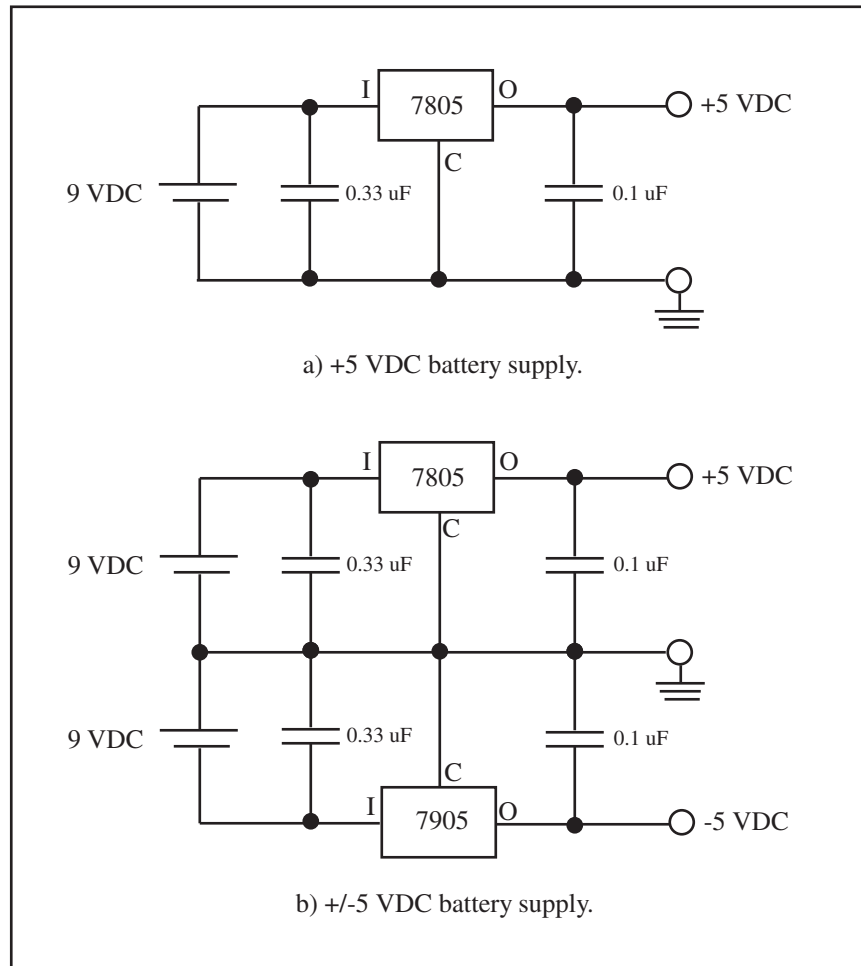 I 7805 O +5 VDC
C
9 VDC 0.33 uF 0.1 uF
a) +5 VDC battery supply.
I 7805 O +5 VDC
C
9 VDC 0.33 uF 0.1 uF
9 VDC 0.33 uF 0.1 uF
C
I 7905 O -5 VDC
b) +/-5 VDC battery supply.